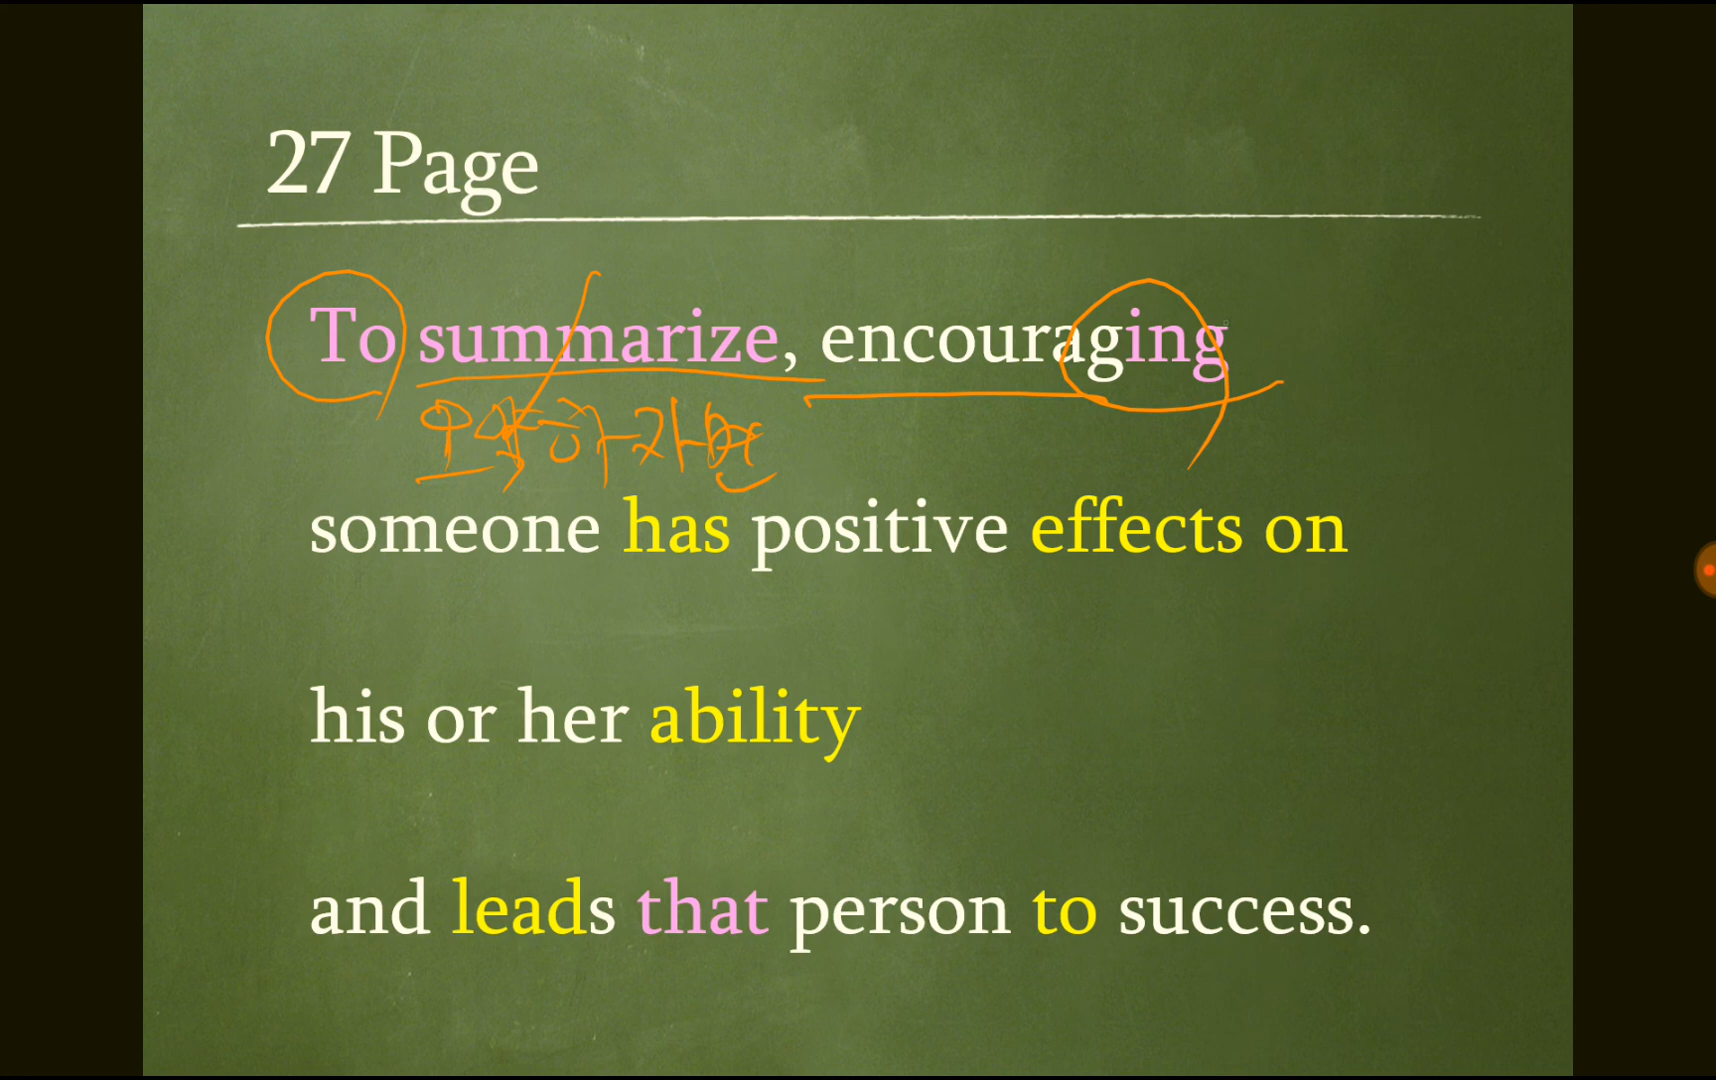 27 Page
To summarize, encouraging
요약하자면
someone has positive effects on
his or her ability
and leads that person to success.